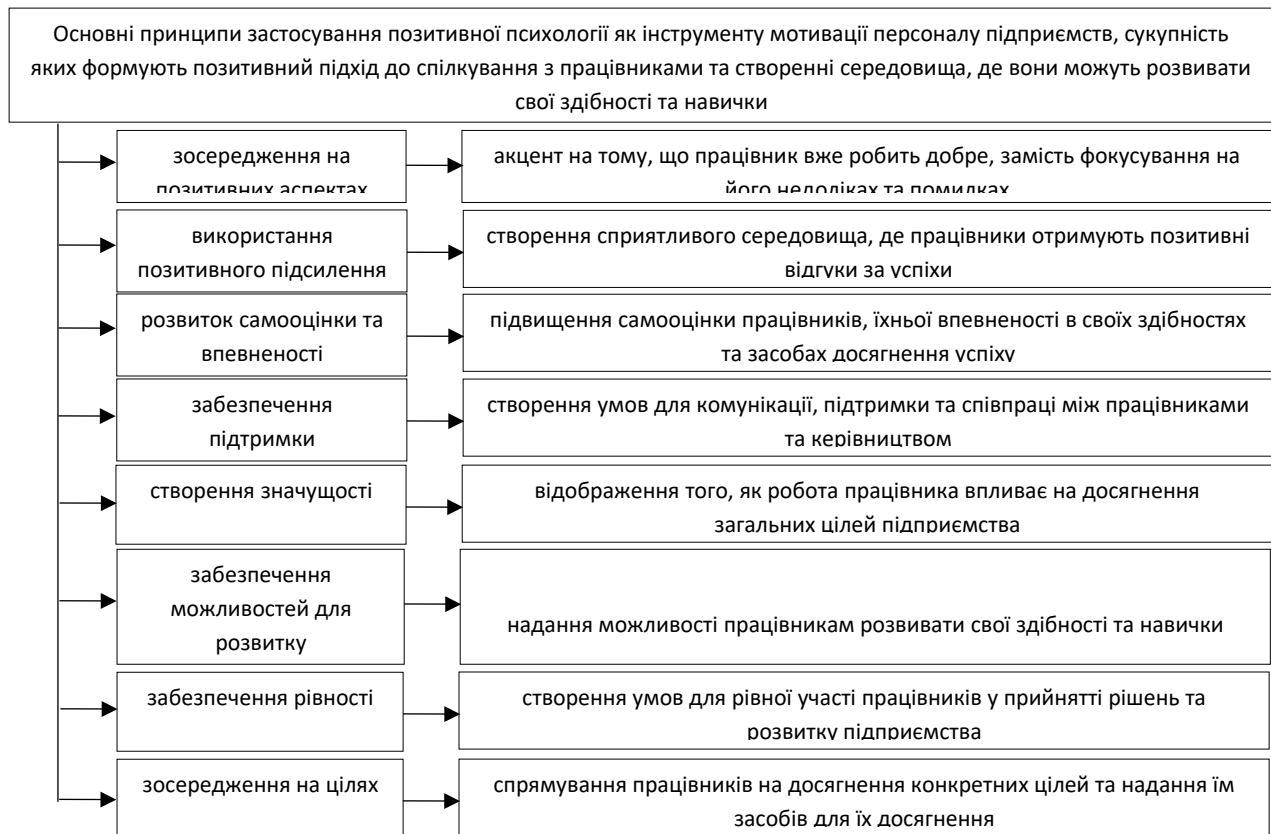 Основні принципи застосування позитивної психології як інструменту мотивації персоналу підприємств, сукупність
яких формують позитивний підхід до спілкування з працівниками та створенні середовища, де вони можуть розвивати
свої здібності та навички
зосередження на
позитивних аспектах
акцент на тому, що працівник вже робить добре, замість фокусування на
його недоліках та помилках
використання
позитивного підсилення
створення сприятливого середовища, де працівники отримують позитивні
відгуки за успіхи
розвиток самооцінки та
впевненості
підвищення самооцінки працівників, їхньої впевненості в своїх здібностях
та засобах досягнення успіху
забезпечення
підтримки
створення умов для комунікації, підтримки та співпраці між працівниками
та керівництвом
створення значущості
відображення того, як робота працівника впливає на досягнення
загальних цілей підприємства
забезпечення
можливостей для
розвитку
надання можливості працівникам розвивати свої здібності та навички
забезпечення рівності
створення умов для рівної участі працівників у прийнятті рішень та
розвитку підприємства
зосередження на цілях
спрямування працівників на досягнення конкретних цілей та надання їм
засобів для їх досягнення